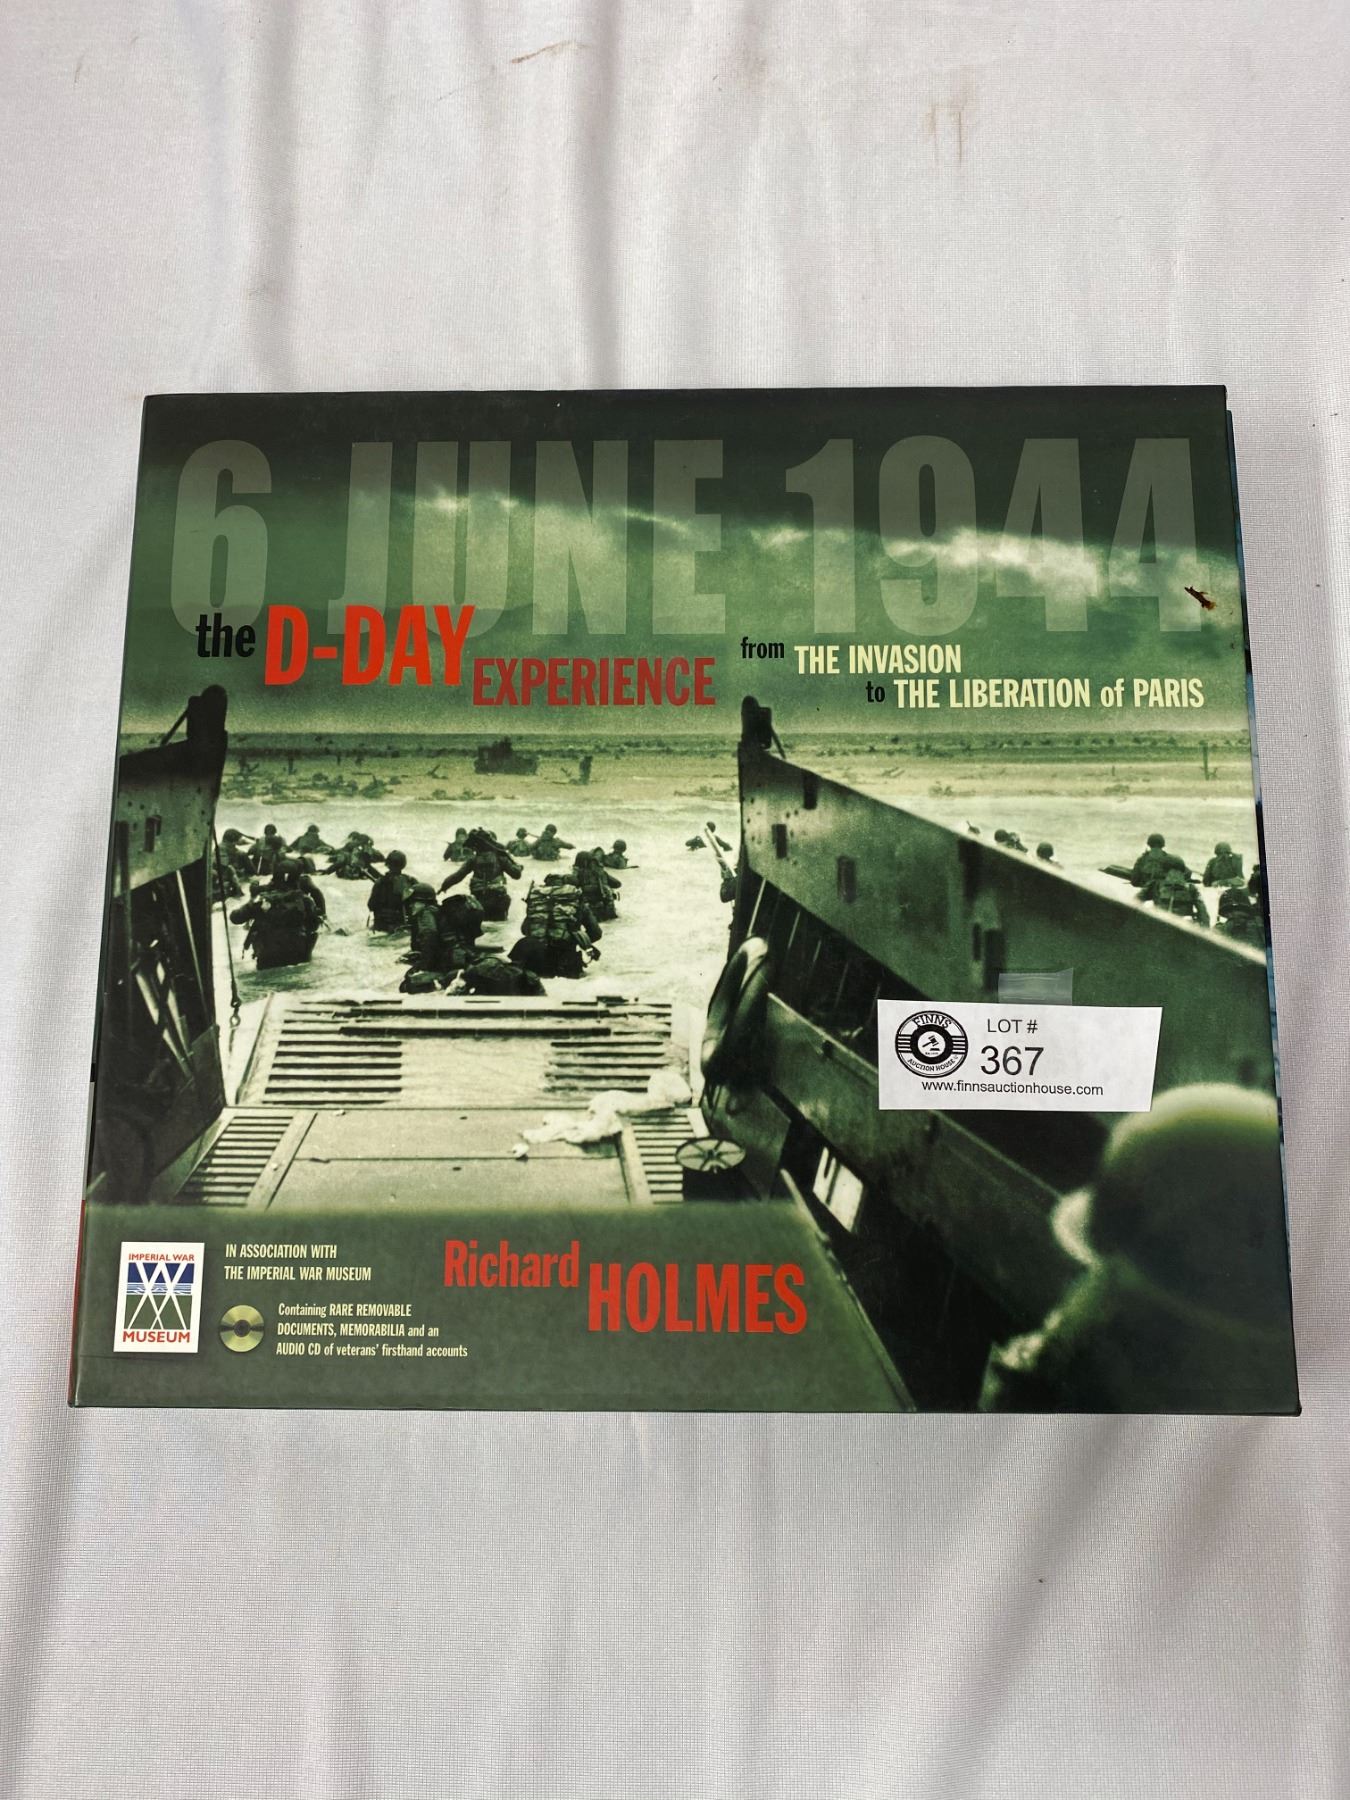 6 JUNE 1944
the D-DAY EXPERIENCE
from THE INVASION
to THE LIBERATION of PARIS
FINNS
AUCTION HOUSE
LOT #
367
www.finnsauctionhouse.com
IMPERIAL WAR
MUSEUM
IN ASSOCIATION WITH
THE IMPERIAL WAR MUSEUM
Containing RARE REMOVABLE
DOCUMENTS, MEMORABILIA and an
AUDIO CD of veterans' firsthand accounts
Richard HOLMES